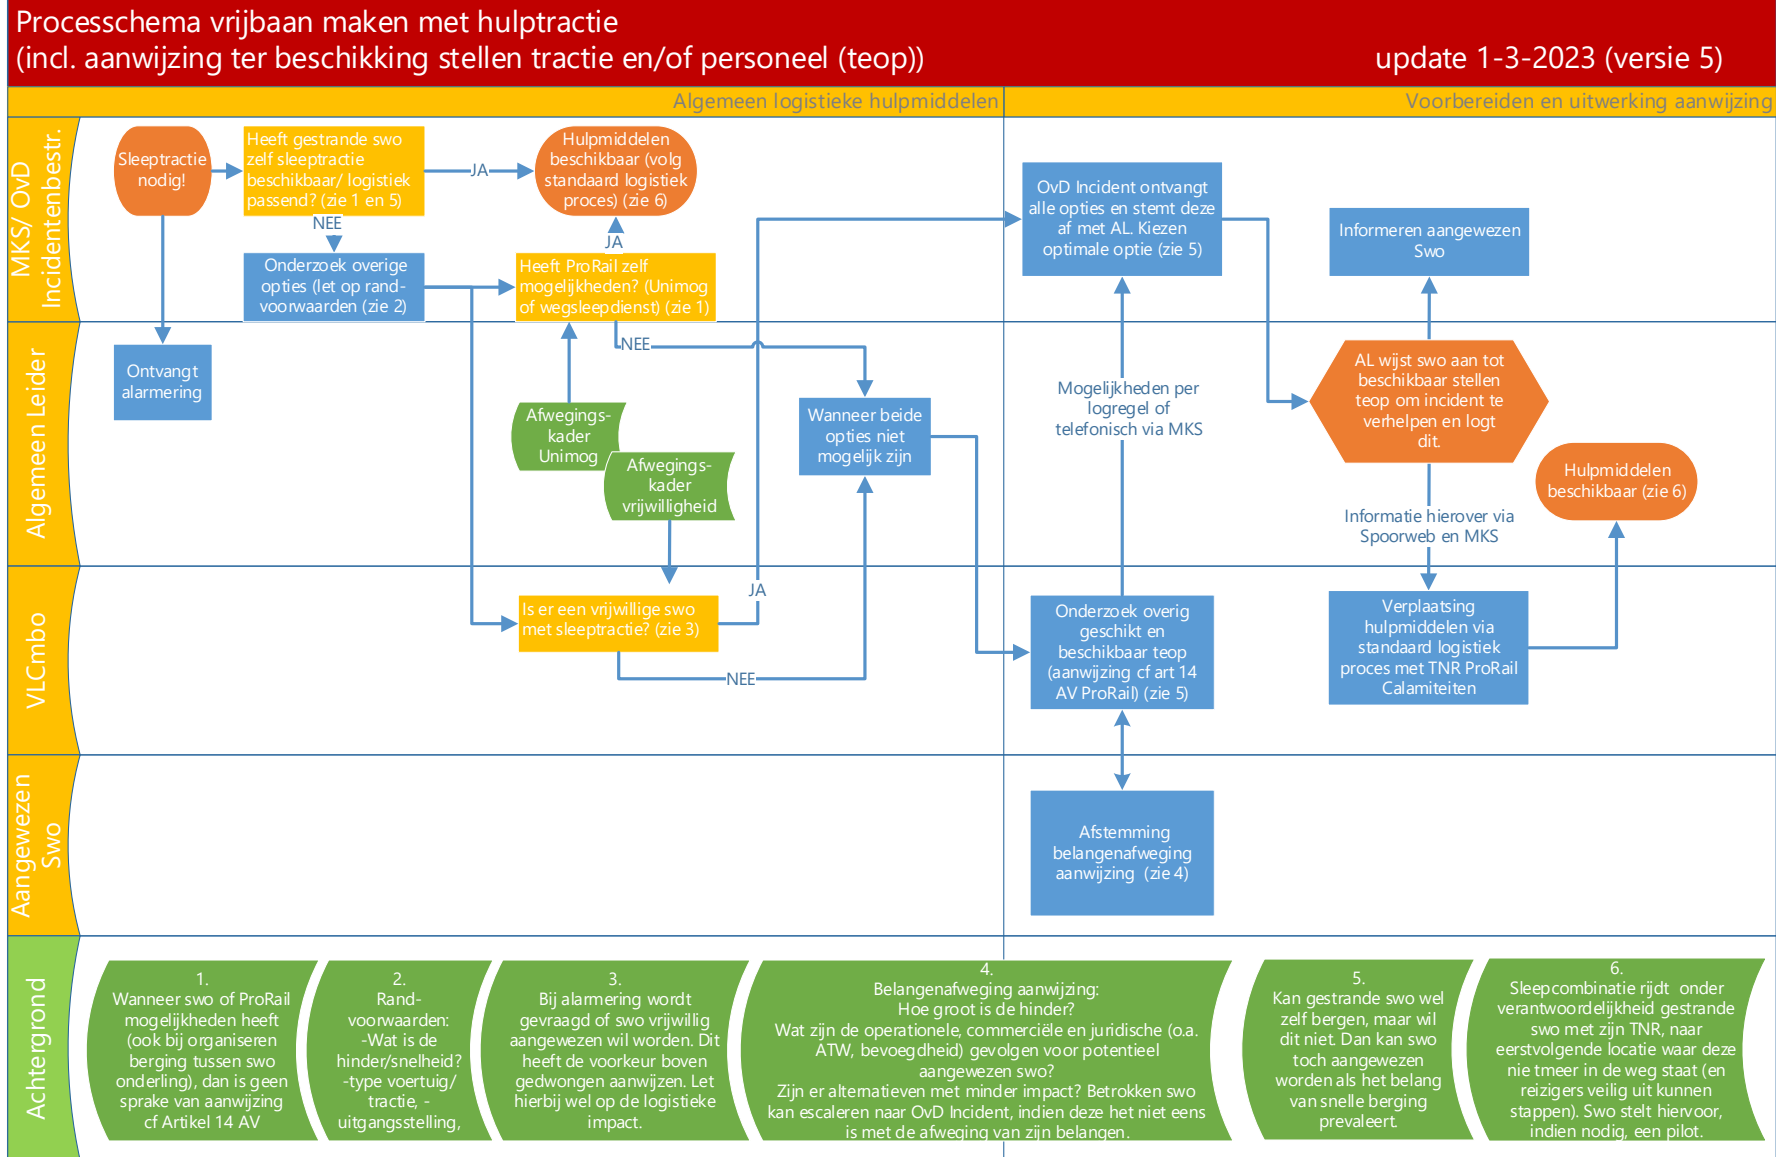 Processchema vrijbaan maken met hulptractie
(incl. aanwijzing ter beschikking stellen tractie en/of personeel (teop))
update 1-3-2023 (versie 5)
Algemeen logistieke hulpmiddelen
Voorbereiden en uitwerking aanwijzing
MKS/ OvD
Incidentenbestr.
Sleeptractie
nodig!
Heeft gestrande swo
zelf sleeptractie
beschikbaar/ logistiek
passend? (zie 1 en 5)
JA
Hulpmiddelen
beschikbaar (volg
standaard logistiek
proces) (zie 6)
NEE
JA
Onderzoek overige
opties (let op rand-
voorwaarden (zie 2)
Heeft ProRail zelf
mogelijkheden? (Unimog
of wegsleepdienst) (zie 1)
OvD Incident ontvangt
alle opties en stemt deze
af met AL. Kiezen
optimale optie (zie 5)
Informeren aangewezen
Swo
Algemeen Leider
Ontvangt
alarmering
NEE
Afwegings-
kader
Unimog
Afwegings-
kader
vrijwilligheid
Wanneer beide
opties niet
mogelijk zijn
Mogelijkheden per
logregel of
telefonisch via MKS
AL wijst swo aan tot
beschikbaar stellen
teop om incident te
verhelpen en logt
dit.
Hulpmiddelen
beschikbaar (zie 6)
Informatie hierover via
Spoorweb en MKS
VLCmbo
Is er een vrijwillige swo
met sleeptractie? (zie 3)
JA
NEE
Onderzoek overig
geschikt en
beschikbaar teop
(aanwijzing cf art 14
AV ProRail) (zie 5)
Verplaatsing
hulpmiddelen via
standaard logistiek
proces met TNR ProRail
Calamiteiten
Aangewezen
Swo
Afstemming
belangenafweging
aanwijzing (zie 4)
Achtergrond
1.
Wanneer swo of ProRail
mogelijkheden heeft
(ook bij organiseren
berging tussen swo
onderling), dan is geen
sprake van aanwijzing
cf Artikel 14 AV
2.
Rand-
voorwaarden:
-Wat is de
hinder/snelheid?
-type voertuig/
tractie, -
uitgangsstelling,
3.
Bij alarmering wordt
gevraagd of swo vrijwillig
aangewezen wil worden. Dit
heeft de voorkeur boven
gedwongen aanwijzen. Let
hierbij wel op de logistieke
impact.
4.
Belangenafweging aanwijzing:
Hoe groot is de hinder?
Wat zijn de operationele, commerciële en juridische (o.a.
ATW, bevoegdheid) gevolgen voor potentieel
aangewezen swo?
Zijn er alternatieven met minder impact? Betrokken swo
kan escaleren naar OvD Incident, indien deze het niet eens
is met de afweging van zijn belangen.
5.
Kan gestrande swo wel
zelf bergen, maar wil
dit niet. Dan kan swo
toch aangewezen
worden als het belang
van snelle berging
prevaleert.
6.
Sleepcombinatie rijdt onder
verantwoordelijkheid gestrande
swo met zijn TNR, naar
eerstvolgende locatie waar deze
nie tmeer in de weg staat (en
reizigers veilig uit kunnen
stappen). Swo stelt hiervoor,
indien nodig, een pilot.